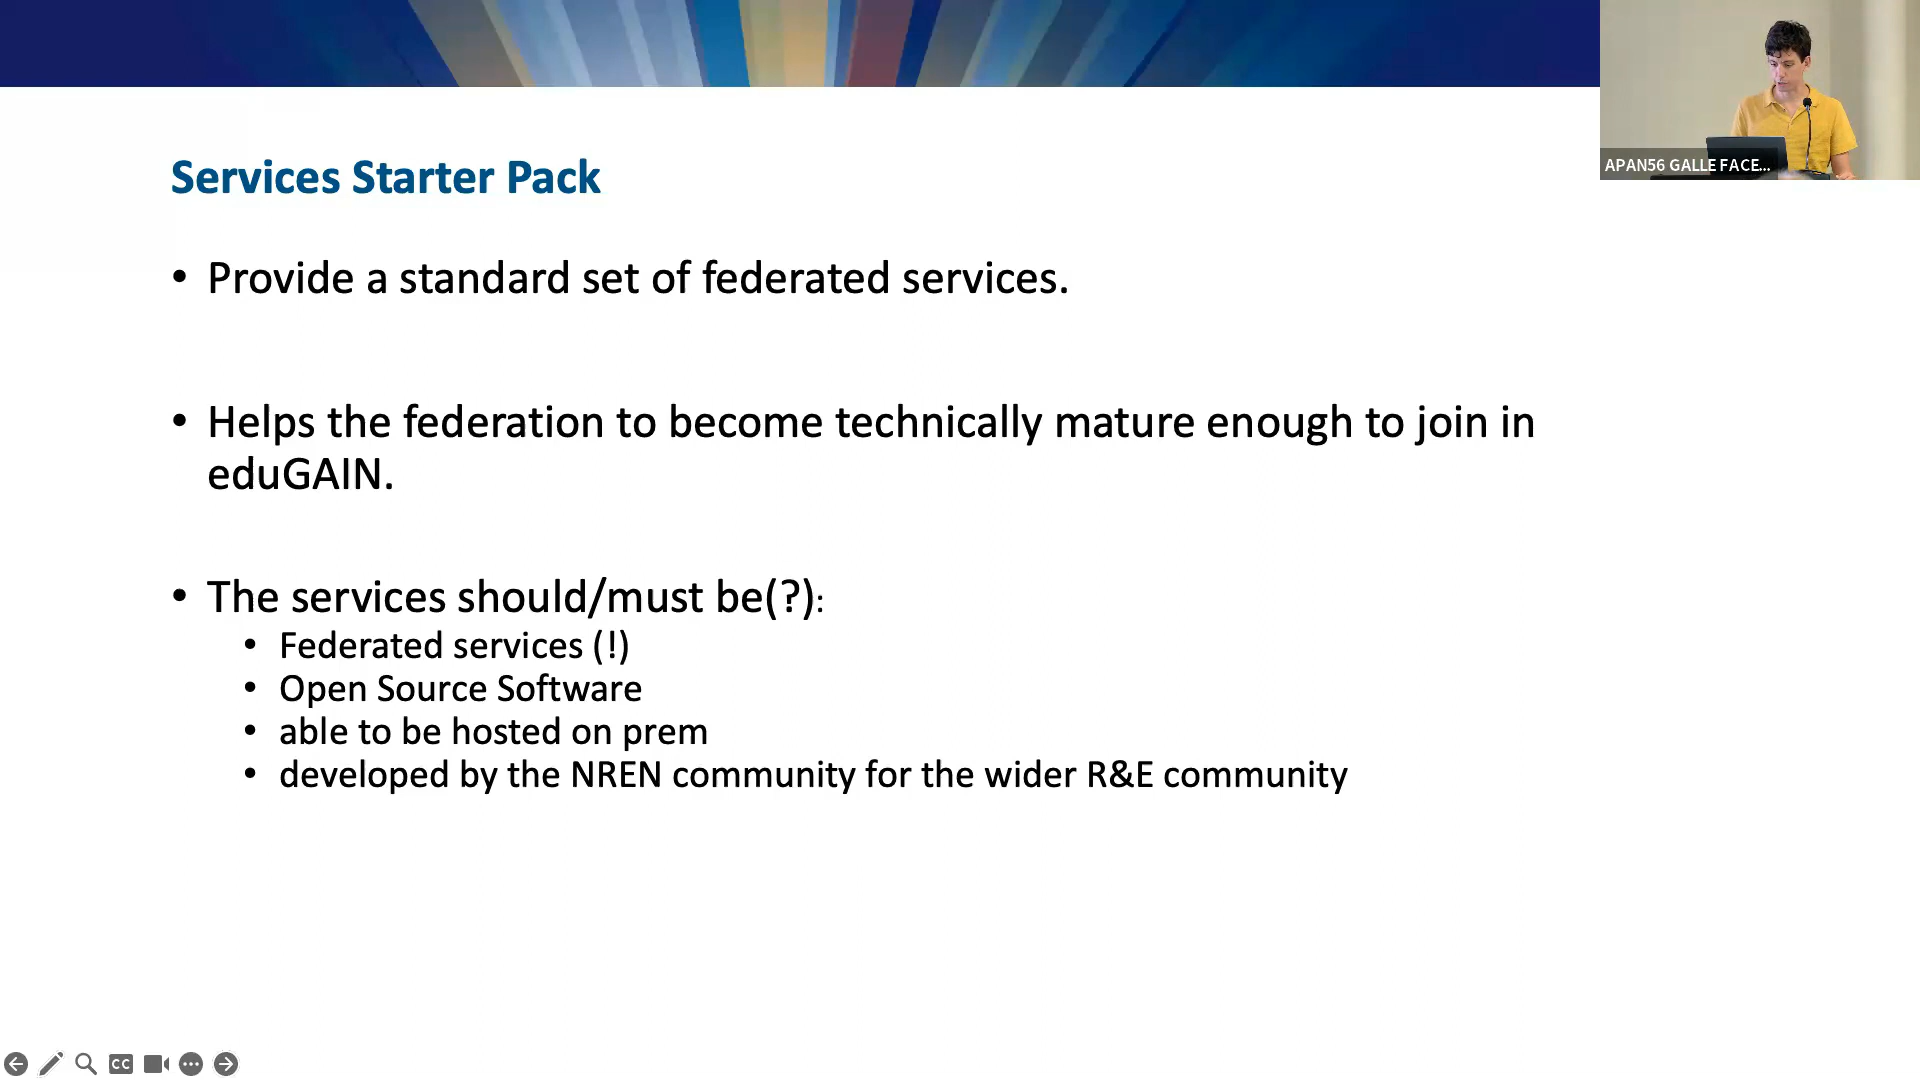 APAN56 GALLE FACE...
Services Starter Pack
• Provide a standard set of federated services.
• Helps the federation to become technically mature enough to join in
eduGAIN.
• The services should/must be(?):
• Federated services (!)
• Open Source Software
• able to be hosted on prem
• developed by the NREN community for the wider R&E community
CC